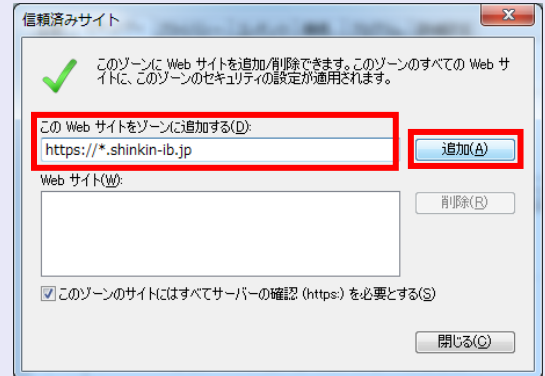 信頼済みサイト
このゾーンに Web サイトを追加/削除できます。このゾーンのすべての Web サ
イトに、このゾーンのセキュリティの設定が適用されます。
この Web サイトをゾーンに追加する(D):
https://*.shinkin-ib.jp
追加(A)
Web サイト(W):
削除(R)
このゾーンのサイトにはすべてサーバーの確認 (https:) を必要とする(S)
閉じる(C)